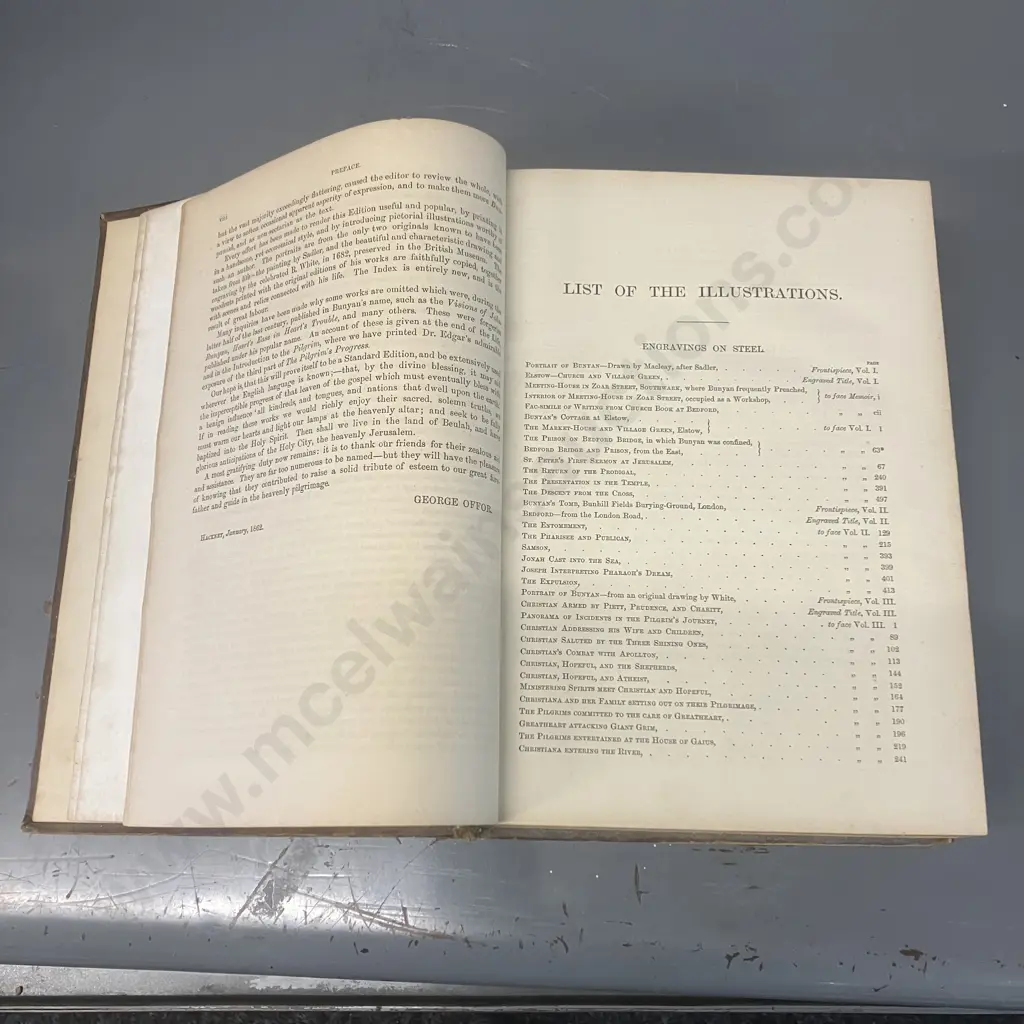 PREFACE.
but the vast majority exceedingly flattering, caused the editor to review the whole, with
a view to soften occasional apparent asperity of expression, and to make them more
and as non-sectarian as the text.
Every effort has been made to render this Edition useful and popular, by printing it
in a handsome, yet economical style, and by introducing pictorial illustrations worthy of
such an author. The portraits are from the only two originals known to have been
taken from life—the painting by Sadler, and the beautiful and characteristic drawing and
engraving by the celebrated R. White, in 1682, preserved in the British Museum. The
woodcuts printed with the original editions of his works are faithfully copied, together
with scenes and relics connected with his life. The Index is entirely new, and is the
result of great labour.
Many inquiries have been made why some works are omitted which were, during the
latter half of the last century, published in Bunyan's name, such as the Visions of John
Bunyan, Heart's Ease in Heart's Trouble, and many others. These were forgeries
published under his popular name. An account of these is given at the end of the life,
and in the Introduction to the Pilgrim, where we have printed Dr. Edgar's admirable
exposure of the third part of The Pilgrim's Progress.
Our hope is, that this will prove itself to be a Standard Edition, and be extensively used
wherever the English language is known;—that, by the divine blessing, it may aid
the imperceptible progress of that leaven of the gospel which must eventually bless with
a benign influence 'all kindreds, and tongues, and nations that dwell upon the earth.'
If in reading these works we would richly enjoy their sacred, solemn truths, we
must warm our hearts and light our lamps at the heavenly altar; and seek to be fully
baptized into the Holy Spirit. Then shall we live in the land of Beulah, and have
glorious anticipations of the Holy City, the heavenly Jerusalem.
A most gratifying duty now remains: it is to thank our friends for their zealous aid
and assistance. They are far too numerous to be named—but they will have the pleasure
of knowing that they contributed to raise a solid tribute of esteem to our great fore
father and guide in the heavenly pilgrimage.
GEORGE OFFOR.
HACKNEY, January, 1862.
LIST OF THE ILLUSTRATIONS.
ENGRAVINGS ON STEEL
PAGE
PORTRAIT OF BUNYAN—Drawn by Macleay, after Sadler, . . Frontispiece, Vol. I.
ELSTOW—CHURCH AND VILLAGE GREEN, . . Engraved Title, Vol. I.
MEETING-HOUSE IN ZOAR STREET, SOUTHWARK, where Bunyan frequently Preached, } to face Memoir, i
INTERIOR OF MEETING-HOUSE IN ZOAR STREET, occupied as a Workshop,
FAC-SIMILE OF WRITING FROM CHURCH BOOK AT BEDFORD, . . " " cii
BUNYAN'S COTTAGE AT ELSTOW, }
THE MARKET-HOUSE AND VILLAGE GREEN, Elstow, . . to face Vol. I. 1
THE PRISON ON BEDFORD BRIDGE, in which Bunyan was confined, }
BEDFORD BRIDGE AND PRISON, from the East, . . " " 63*
ST. PETER'S FIRST SERMON AT JERUSALEM, . . " " 67
THE RETURN OF THE PRODIGAL, . . " " 240
THE PRESENTATION IN THE TEMPLE, . . " " 391
THE DESCENT FROM THE CROSS, . . " " 497
BUNYAN'S TOMB, Bunhill Fields Burying-Ground, London, . . Frontispiece, Vol. II.
BEDFORD—from the London Road, . . Engraved Title, Vol. II.
THE ENTOMBMENT, . . to face Vol. II. 129
THE PHARISEE AND PUBLICAN, . . " " 215
SAMSON, . . " " 393
JONAH CAST INTO THE SEA, . . " " 399
JOSEPH INTERPRETING PHARAOH'S DREAM, . . " " 401
THE EXPULSION, . . " " 413
PORTRAIT OF BUNYAN—from an original drawing by White, . . Frontispiece, Vol. III.
CHRISTIAN ARMED BY PIETY, PRUDENCE, AND CHARITY, . . Engraved Title, Vol. III.
PANORAMA OF INCIDENTS IN THE PILGRIM'S JOURNEY, . . to face Vol. III. 1
CHRISTIAN ADDRESSING HIS WIFE AND CHILDREN, . . " " 89
CHRISTIAN SALUTED BY THE THREE SHINING ONES, . . " " 102
CHRISTIAN'S COMBAT WITH APOLLYON, . . " " 113
CHRISTIAN, HOPEFUL, AND THE SHEPHERDS, . . " " 144
CHRISTIAN, HOPEFUL, AND ATHEIST, . . " " 152
MINISTERING SPIRITS MEET CHRISTIAN AND HOPEFUL, . . " " 164
CHRISTIANA AND HER FAMILY SETTING OUT ON THEIR PILGRIMAGE, . . " " 177
THE PILGRIMS COMMITTED TO THE CARE OF GREATHEART, . . " " 190
GREATHEART ATTACKING GIANT GRIM, . . " " 196
THE PILGRIMS ENTERTAINED AT THE HOUSE OF GAIUS, . . " " 219
CHRISTIANA ENTERING THE RIVER, . . " " 241